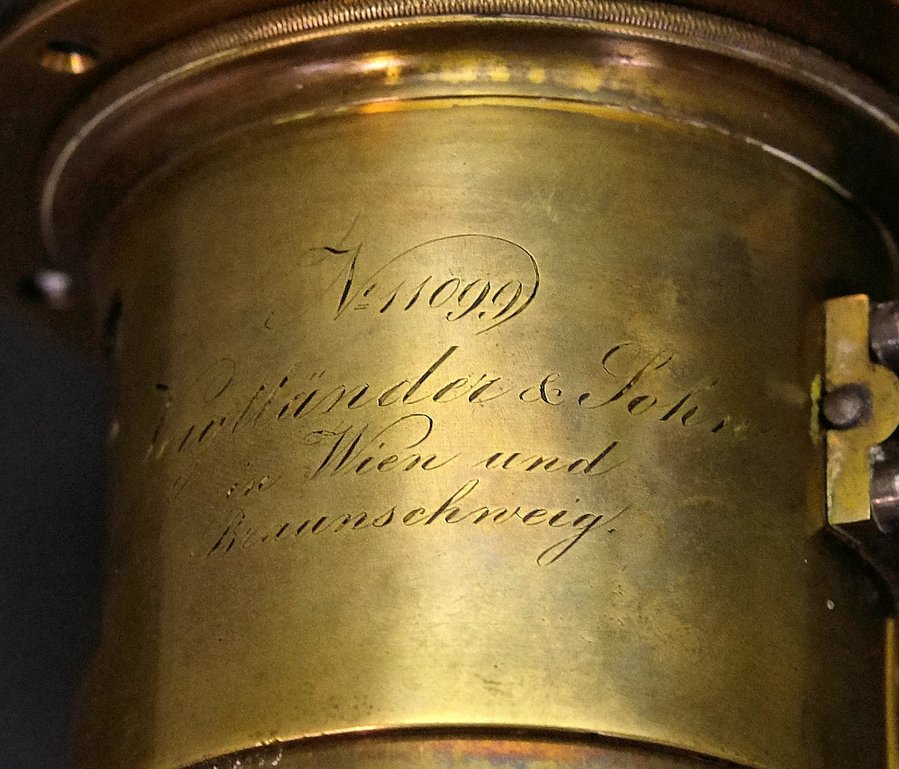 № 11099
Voigtländer & Sohn
in Wien und
Braunschweig.